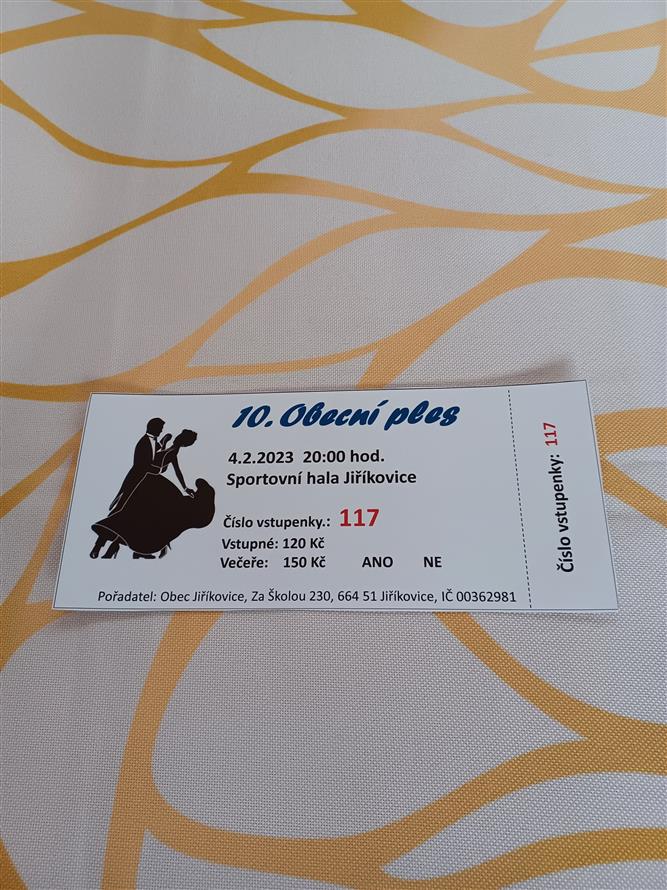 10. Obecní ples
4.2.2023 20:00 hod.
Sportovní hala Jiříkovice
Číslo vstupenky.: 117
Vstupné: 120 Kč
Večeře: 150 Kč ANO NE
Pořadatel: Obec Jiříkovice, Za Školou 230, 664 51 Jiříkovice, IČ 00362981
Číslo vstupenky: 117